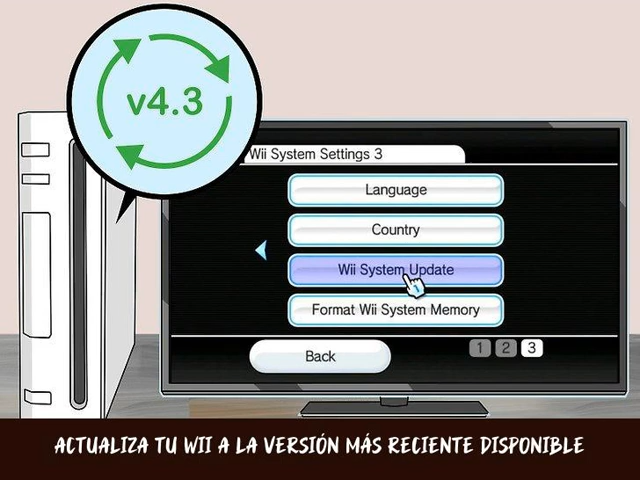 v4.3
Wii System Settings 3
Language
Country
Wii System Update
Format Wii System Memory
Back
1 2 3
ACTUALIZA TU WII A LA VERSIÓN MÁS RECIENTE DISPONIBLE